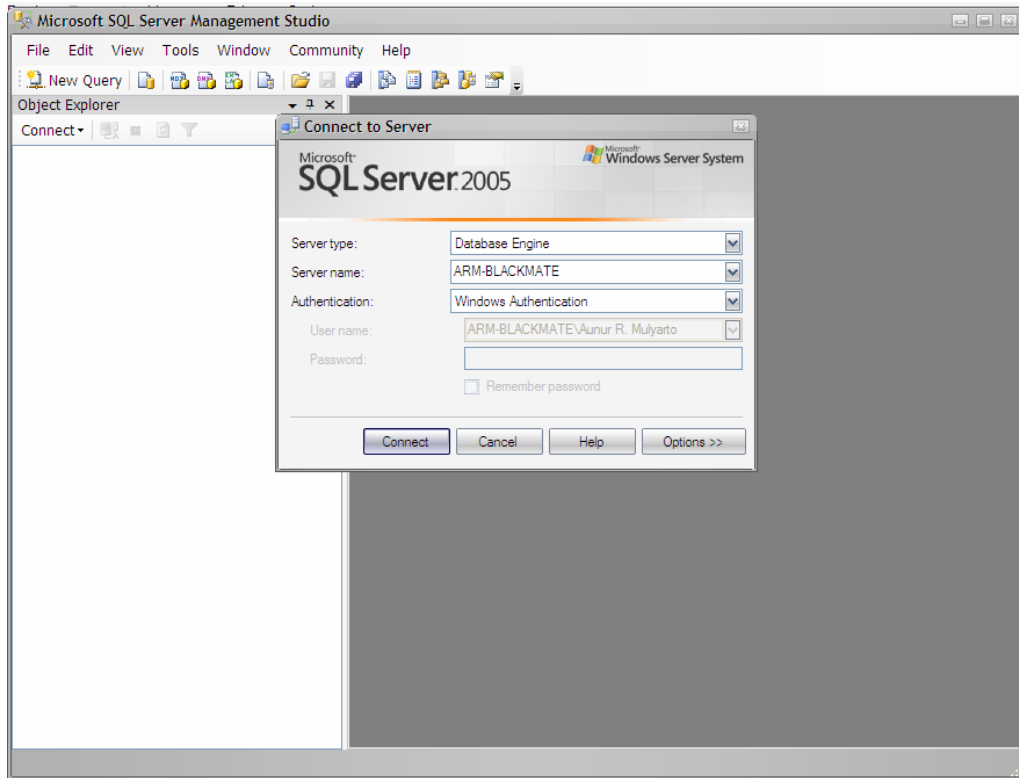 Microsoft SQL Server Management Studio
File Edit View Tools Window Community Help
New Query
Object Explorer
Connect
Connect to Server
Microsoft
SQL Server 2005
Microsoft
Windows Server System
Server type: Database Engine
Server name: ARM-BLACKMATE
Authentication: Windows Authentication
User name: ARM-BLACKMATE\Aunur R. Mulyarto
Password:
Remember password
Connect Cancel Help Options >>